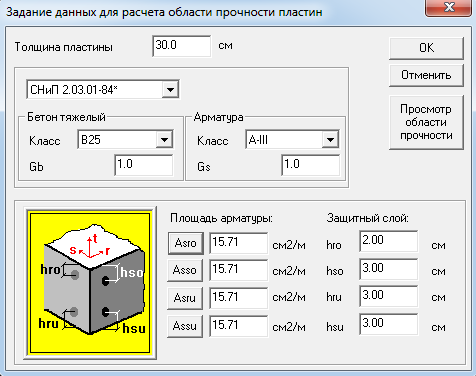 Задание данных для расчета области прочности пластин
Толщина пластины 30.0 см
OK
СНиП 2.03.01-84*
Отменить
Бетон тяжелый
Арматура
Просмотр области прочности
Класс B25
Класс A-III
Gb 1.0
Gs 1.0
Площадь арматуры:
Защитный слой:
t
s
r
hro
hso
hru
hsu
Asro 15.71 см2/м hro 2.00 см
Asso 15.71 см2/м hso 3.00 см
Asru 15.71 см2/м hru 3.00 см
Assu 15.71 см2/м hsu 3.00 см